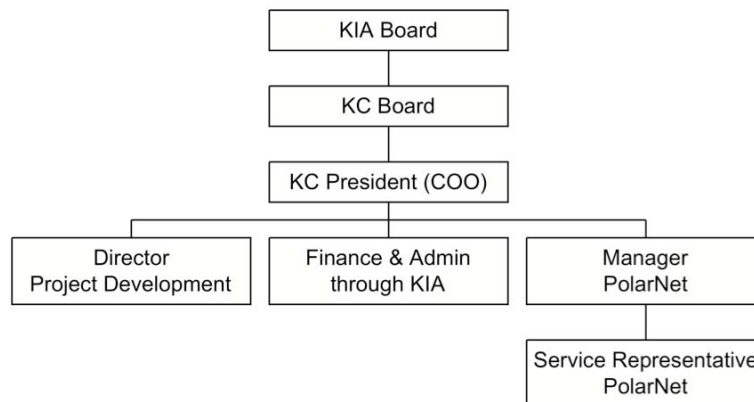 KIA Board
KC Board
KC President (COO)
Director
Project Development
Finance & Admin
through KIA
Manager
PolarNet
Service Representative
PolarNet